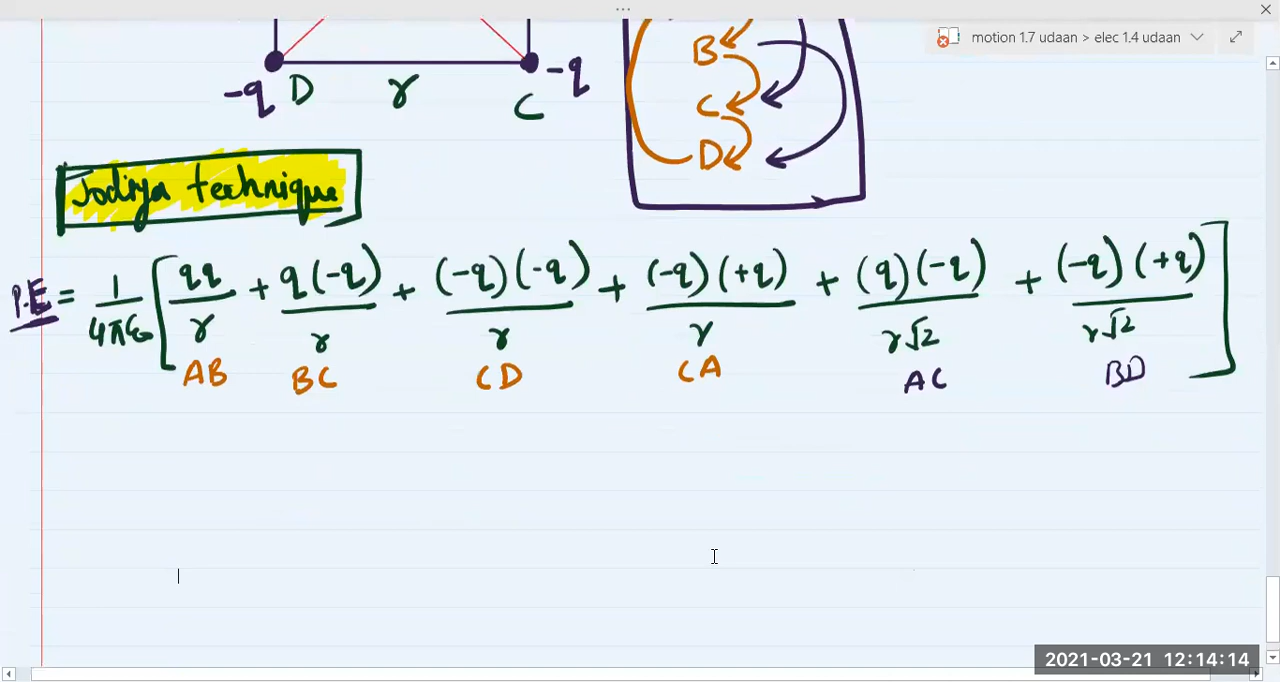 ...
motion 1.7 udaan > elec 1.4 udaan
B
-q D r C -q
C
D
Jodiya technique
P.E = 1/4πε₀ [ qq/r + q(-q)/r + (-q)(-q)/r + (-q)(+q)/r + (q)(-q)/r√2 + (-q)(+q)/r√2 ]
AB BC CD CA AC BD
2021-03-21 12:14:14